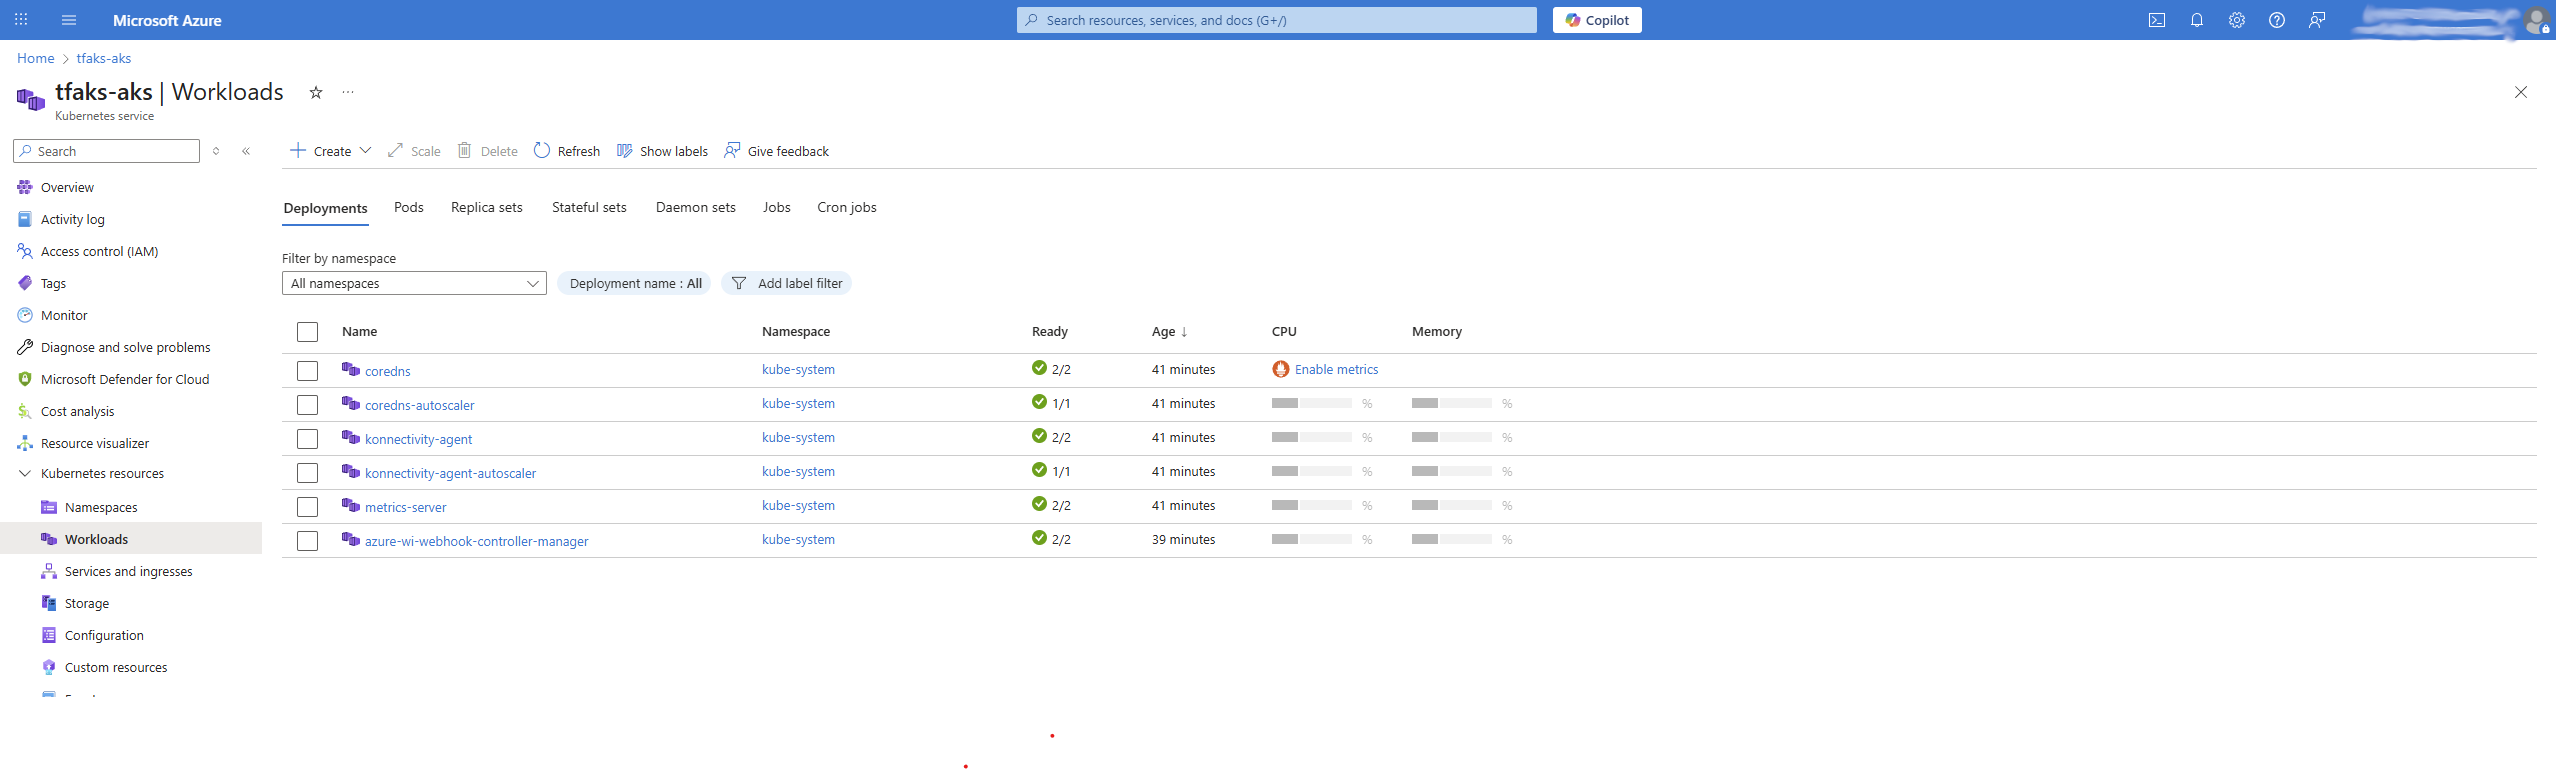 Microsoft Azure
Search resources, services, and docs (G+/)
Copilot
Home > tfaks-aks
tfaks-aks | Workloads
Kubernetes service
Search
Overview
Activity log
Access control (IAM)
Tags
Monitor
Diagnose and solve problems
Microsoft Defender for Cloud
Cost analysis
Resource visualizer
Kubernetes resources
Namespaces
Workloads
Services and ingresses
Storage
Configuration
Custom resources
Create Scale Delete Refresh Show labels Give feedback
Deployments Pods Replica sets Stateful sets Daemon sets Jobs Cron jobs
Filter by namespace
All namespaces Deployment name : All Add label filter
Name Namespace Ready Age ↓ CPU Memory
coredns kube-system 2/2 41 minutes Enable metrics
coredns-autoscaler kube-system 1/1 41 minutes % %
konnectivity-agent kube-system 2/2 41 minutes % %
konnectivity-agent-autoscaler kube-system 1/1 41 minutes % %
metrics-server kube-system 2/2 41 minutes % %
azure-wi-webhook-controller-manager kube-system 2/2 39 minutes % %